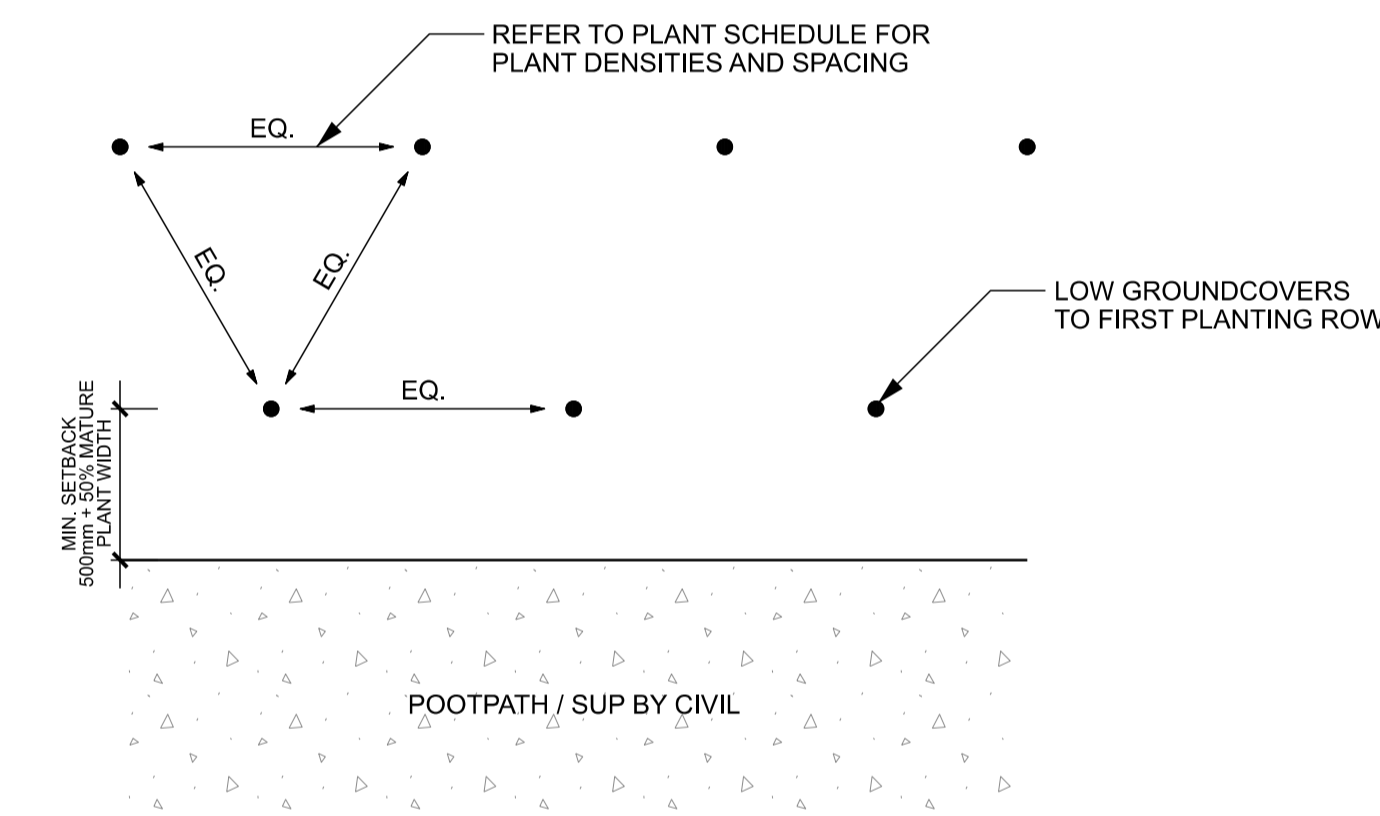 REFER TO PLANT SCHEDULE FOR
PLANT DENSITIES AND SPACING
EQ.
EQ.
EQ.
LOW GROUNDCOVERS
TO FIRST PLANTING ROW
EQ.
MIN. SETBACK
500mm + 50% MATURE
PLANT WIDTH
POOTPATH / SUP BY CIVIL